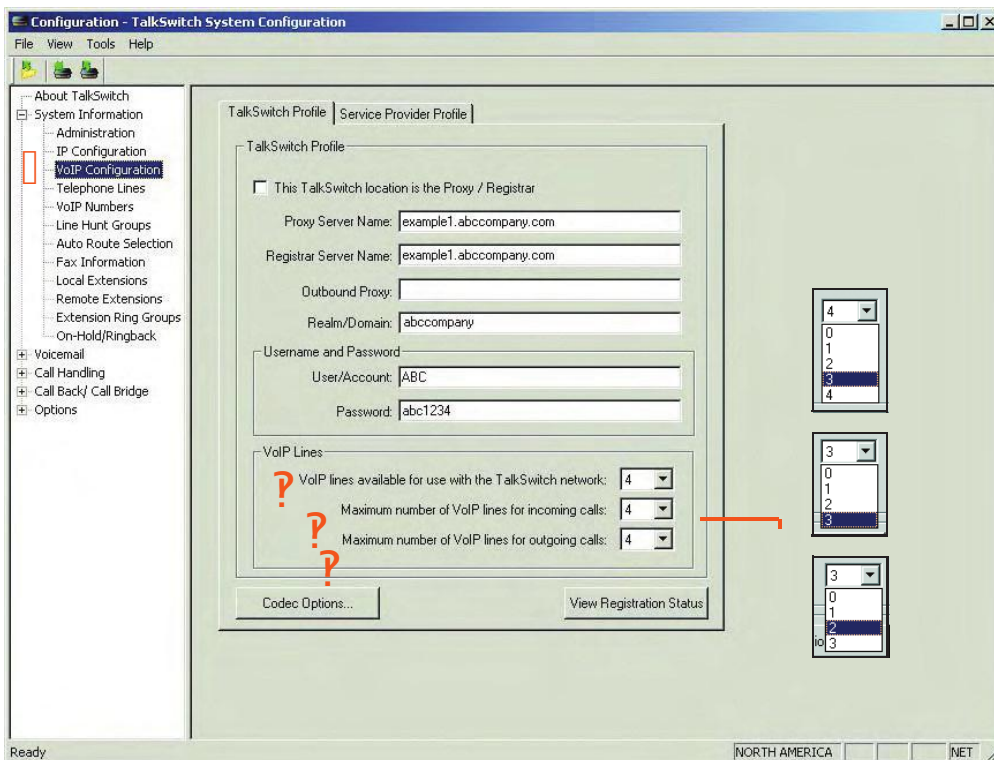 Configuration - TalkSwitch System Configuration
File View Tools Help
About TalkSwitch
System Information
Administration
IP Configuration
VoIP Configuration
Telephone Lines
VoIP Numbers
Line Hunt Groups
Auto Route Selection
Fax Information
Local Extensions
Remote Extensions
Extension Ring Groups
On-Hold/Ringback
Voicemail
Call Handling
Call Back/ Call Bridge
Options
TalkSwitch Profile Service Provider Profile
TalkSwitch Profile
This TalkSwitch location is the Proxy / Registrar
Proxy Server Name: example1.abccompany.com
Registrar Server Name: example1.abccompany.com
Outbound Proxy:
Realm/Domain: abccompany
Username and Password
User/Account: ABC
Password: abc1234
VoIP Lines
? VoIP lines available for use with the TalkSwitch network: 4
? Maximum number of VoIP lines for incoming calls: 4
? Maximum number of VoIP lines for outgoing calls: 4
Codec Options... View Registration Status
4
0
1
2
3
4
3
0
1
2
3
3
0
1
2
io 3
Ready NORTH AMERICA NET